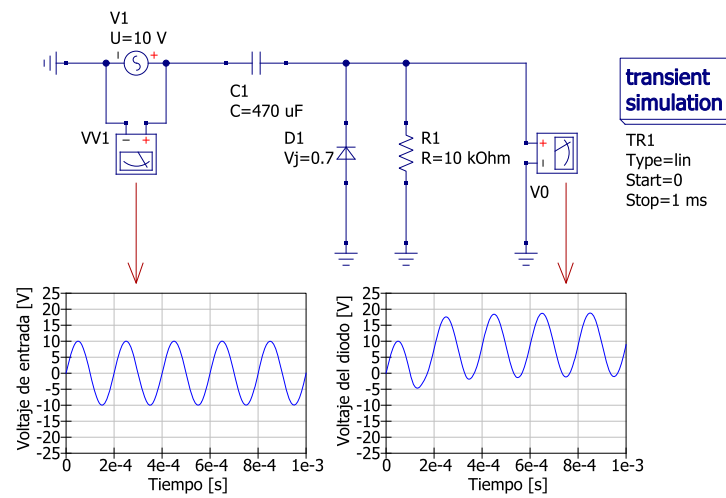 V1
U=10 V
C1
C=470 uF
VV1
D1
Vj=0.7
R1
R=10 kOhm
V0
transient
simulation
TR1
Type=lin
Start=0
Stop=1 ms
Voltaje de entrada [V]
25
20
15
10
5
0
-5
-10
-15
-20
-25
0
2e-4
4e-4
6e-4
8e-4
1e-3
Tiempo [s]
Voltaje del diodo [V]
25
20
15
10
5
0
-5
-10
-15
-20
-25
0
2e-4
4e-4
6e-4
8e-4
1e-3
Tiempo [s]